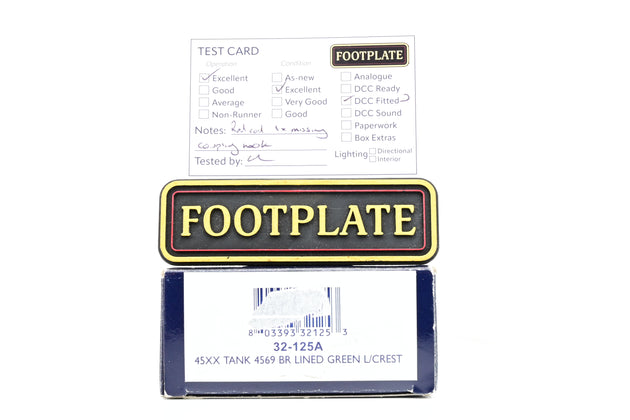 TEST CARD
FOOTPLATE
Operation
Condition
Excellent
Good
Average
Non-Runner
As-new
Excellent
Very Good
Good
Analogue
DCC Ready
DCC Fitted
DCC Sound
Paperwork
Box Extras
Notes: missing
Tested by:
Lighting Directional
Interior
FOOTPLATE
8 03393 32125 3
32-125A
45XX TANK 4569 BR LINED GREEN L/CREST